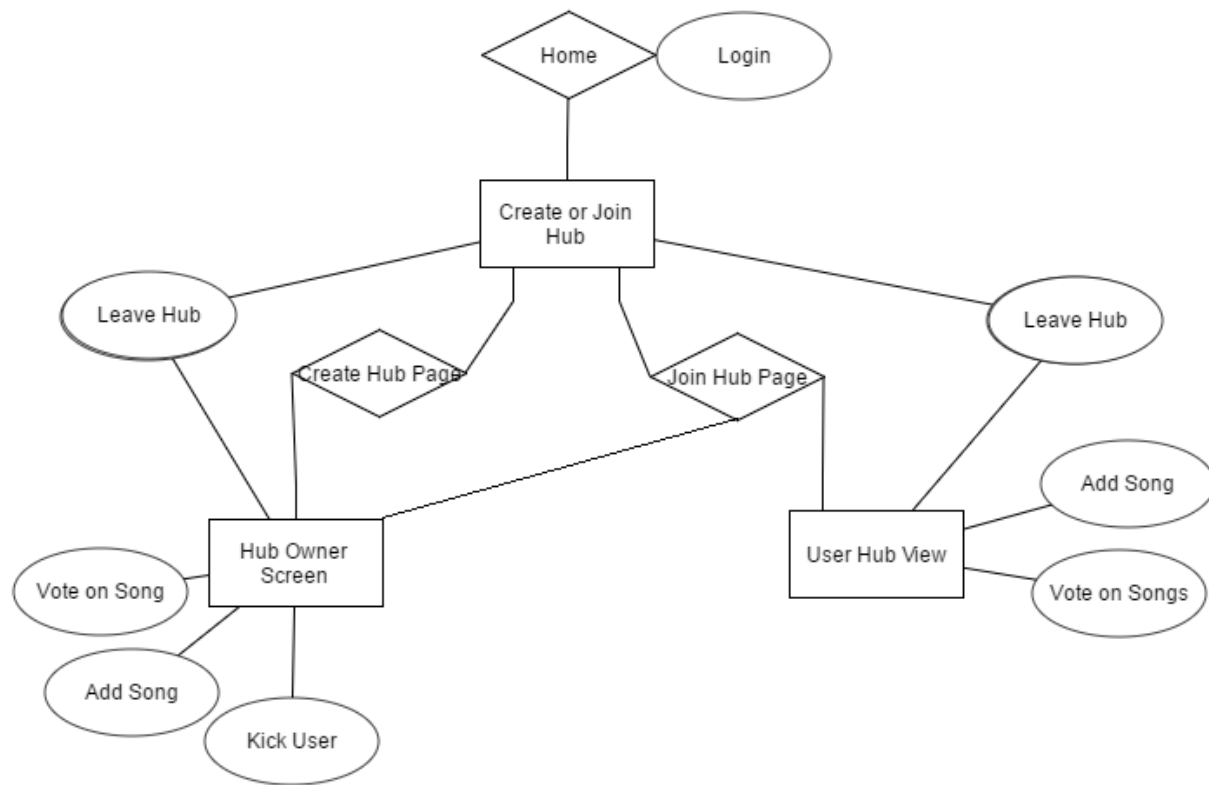 Home
Login
Create or Join
Hub
Leave Hub
Leave Hub
Create Hub Page
Join Hub Page
Add Song
Hub Owner
Screen
User Hub View
Vote on Song
Vote on Songs
Add Song
Kick User